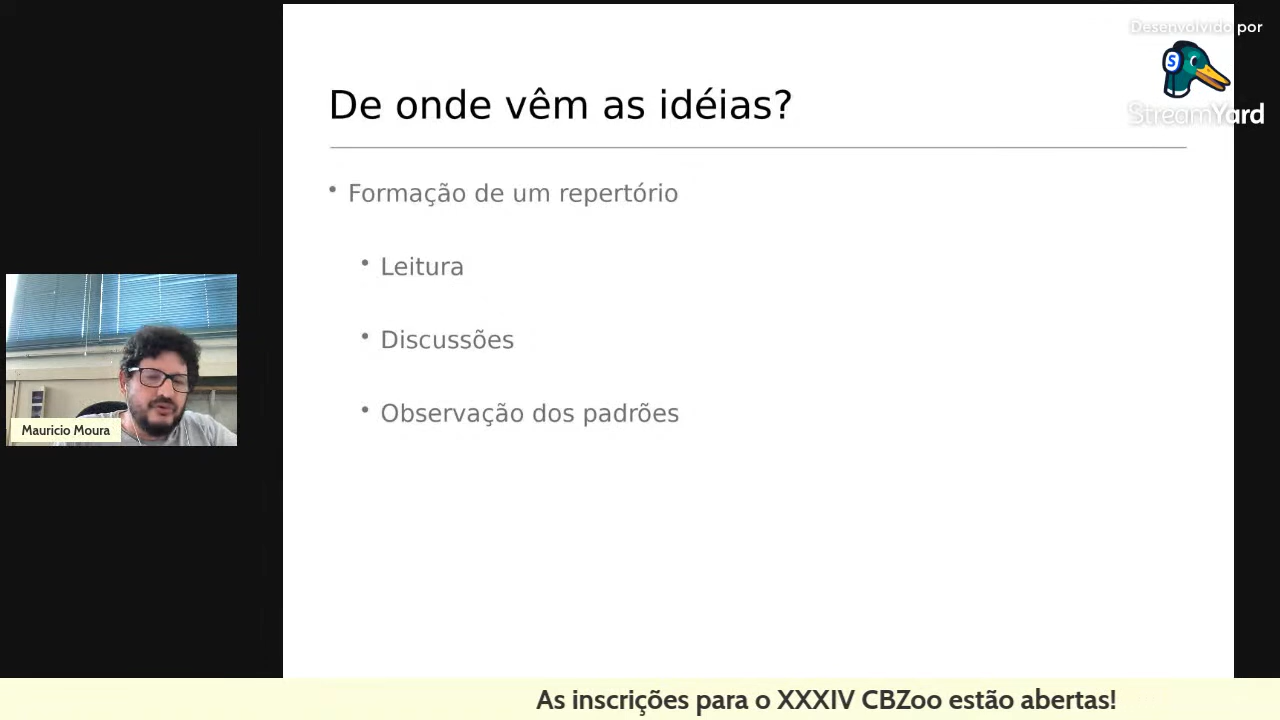 Desenvolvido por
S
StreamYard
De onde vêm as idéias?
• Formação de um repertório
• Leitura
• Discussões
• Observação dos padrões
Mauricio Moura
As inscrições para o XXXIV CBZoo estão abertas!